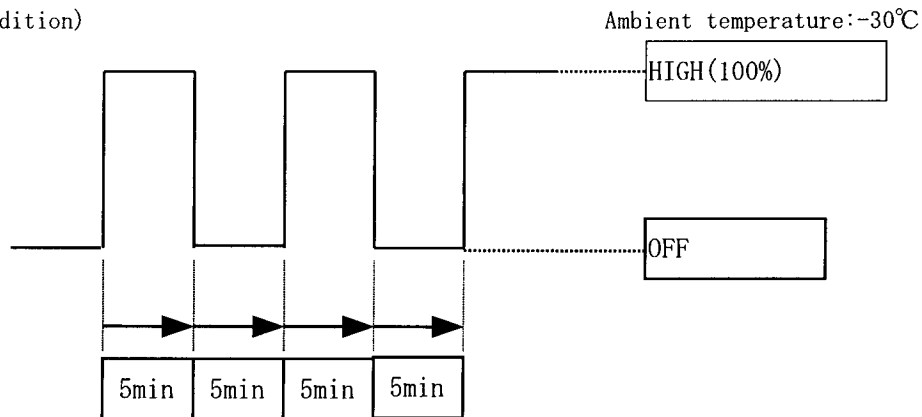 dition)
Ambient temperature:-30℃
HIGH(100%)
OFF
5min 5min 5min 5min